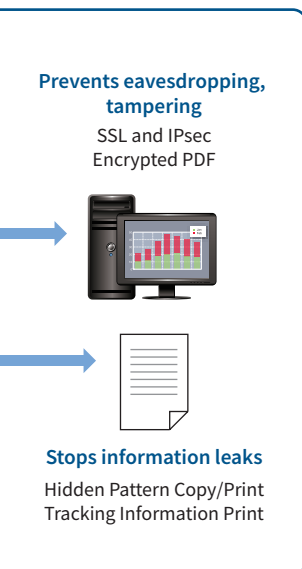 Prevents eavesdropping,
tampering
SSL and IPsec
Encrypted PDF
Stops information leaks
Hidden Pattern Copy/Print
Tracking Information Print